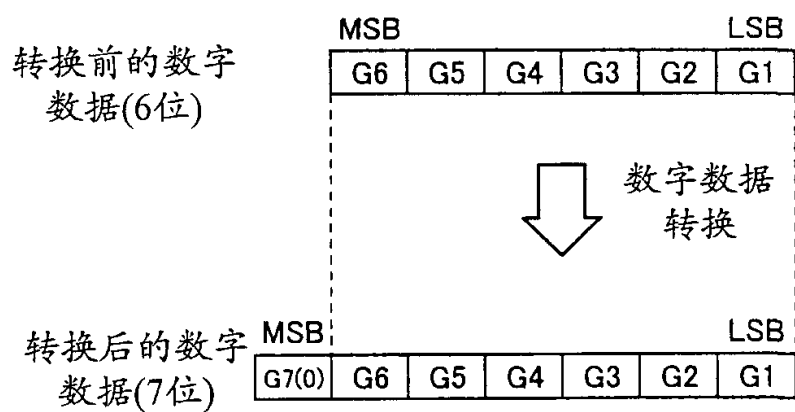 MSB LSB
转换前的数字
数据(6位)
G6 G5 G4 G3 G2 G1
数字数据
转换
MSB LSB
转换后的数字
数据(7位)
G7(0) G6 G5 G4 G3 G2 G1